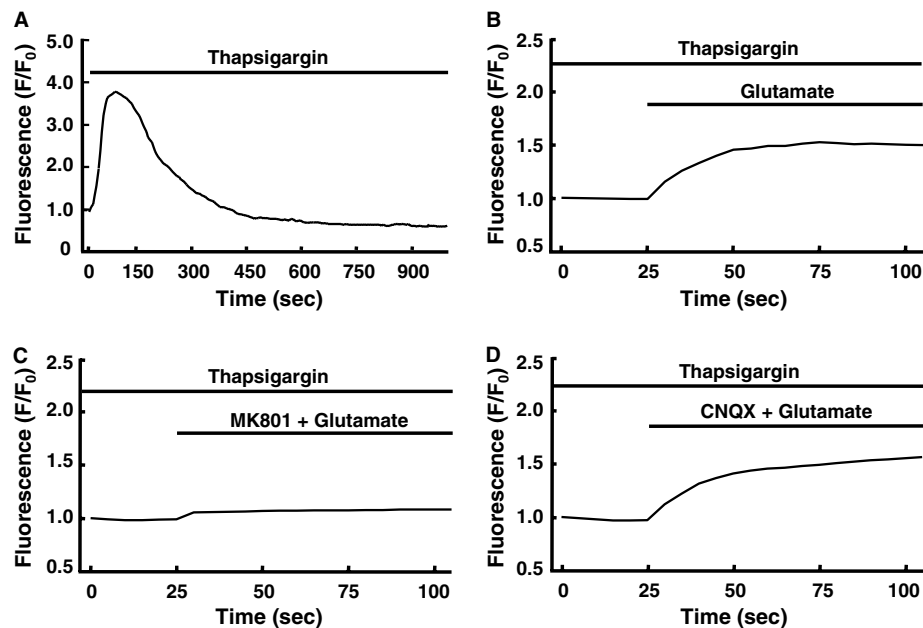 A
Thapsigargin
Fluorescence (F/F0)
5.0
4.0
3.0
2.0
1.0
0
0 150 300 450 600 750 900
Time (sec)
B
Thapsigargin
Glutamate
Fluorescence (F/F0)
2.5
2.0
1.5
1.0
0.5
0 25 50 75 100
Time (sec)
C
Thapsigargin
MK801 + Glutamate
Fluorescence (F/F0)
2.5
2.0
1.5
1.0
0.5
0 25 50 75 100
Time (sec)
D
Thapsigargin
CNQX + Glutamate
Fluorescence (F/F0)
2.5
2.0
1.5
1.0
0.5
0 25 50 75 100
Time (sec)